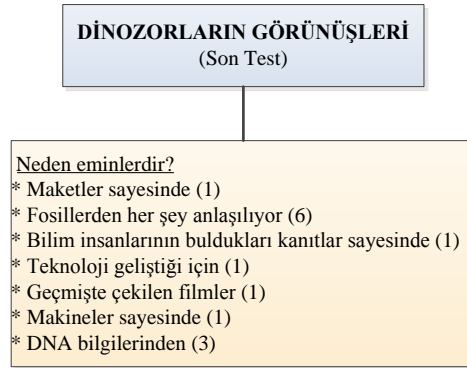 DİNOZORLARIN GÖRÜNÜŞLERİ
(Son Test)
Neden eminlerdir?
* Maketler sayesinde (1)
* Fosillerden her şey anlaşılıyor (6)
* Bilim insanlarının buldukları kanıtlar sayesinde (1)
* Teknoloji geliştiği için (1)
* Geçmişte çekilen filmler (1)
* Makineler sayesinde (1)
* DNA bilgilerinden (3)